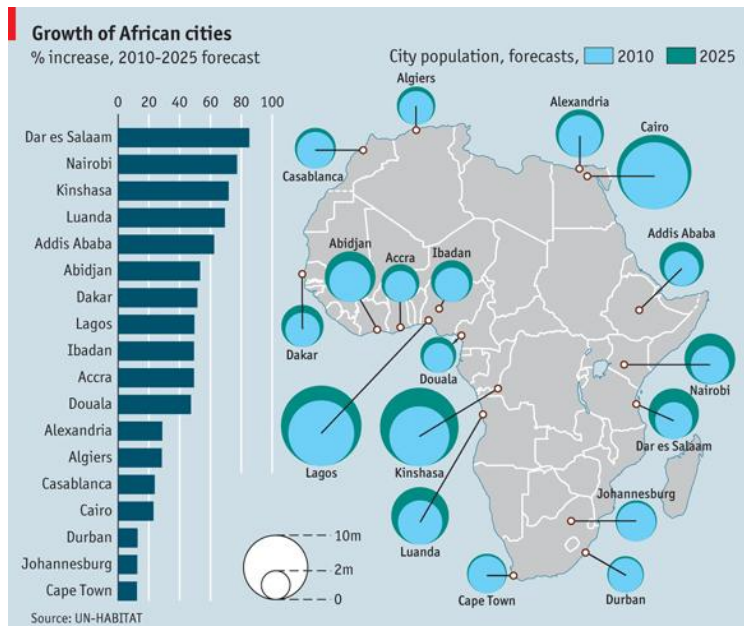 Growth of African cities
% increase, 2010-2025 forecast
City population, forecasts, 2010 2025
0 20 40 60 80 100
Dar es Salaam
Nairobi
Kinshasa
Luanda
Addis Ababa
Abidjan
Dakar
Lagos
Ibadan
Accra
Douala
Alexandria
Algiers
Casablanca
Cairo
Durban
Johannesburg
Cape Town
Algiers
Alexandria
Cairo
Casablanca
Addis Ababa
Abidjan
Accra
Ibadan
Dakar
Douala
Nairobi
Dar es Salaam
Lagos
Kinshasa
Johannesburg
Luanda
Cape Town
Durban
10m
2m
0
Source: UN-HABITAT